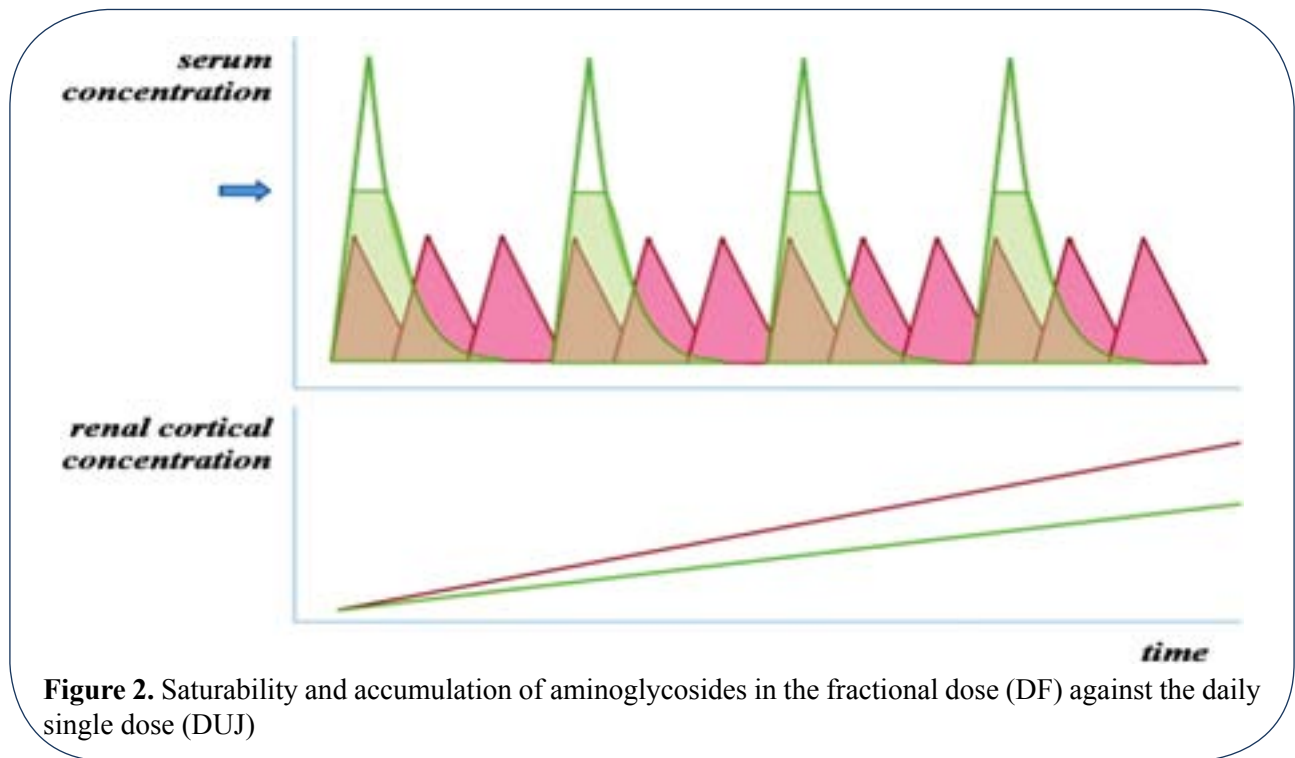 serum
concentration
renal cortical
concentration
time
Figure 2. Saturability and accumulation of aminoglycosides in the fractional dose (DF) against the daily
single dose (DUJ)